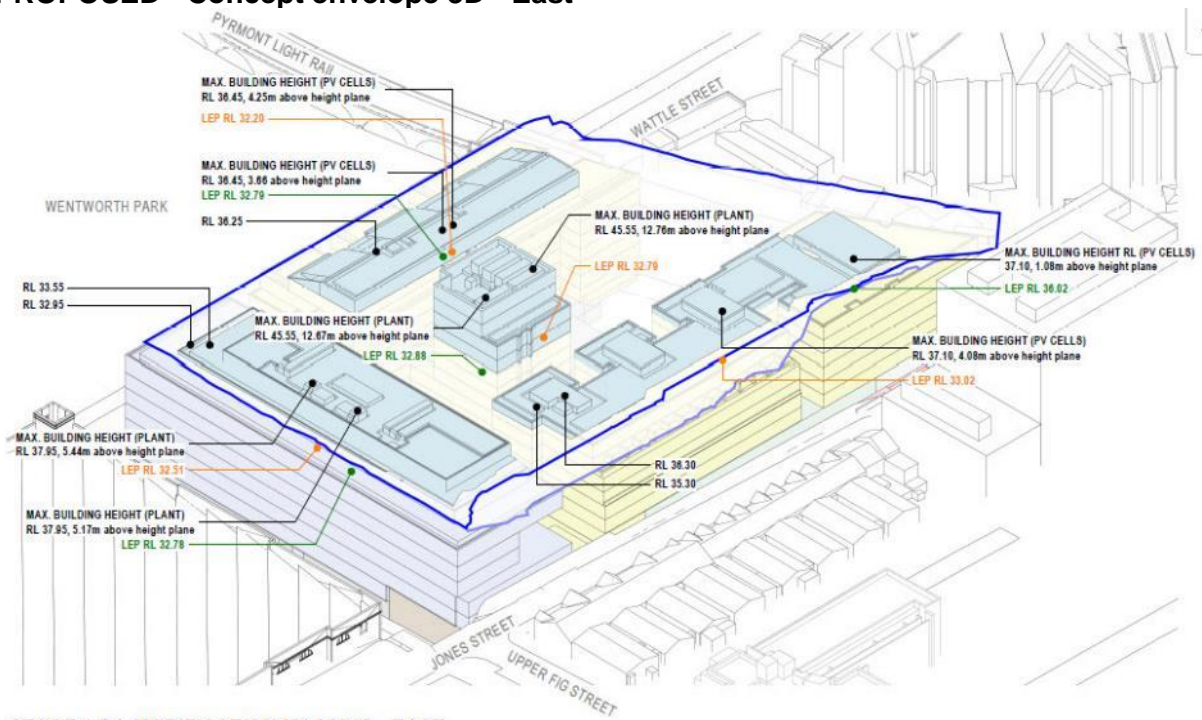 PROPOSED - Concept envelope 3D - East
PYRMONT LIGHT RAIL
MAX. BUILDING HEIGHT (PV CELLS)
RL 36.45, 4.25m above height plane
LEP RL 32.20
WATTLE STREET
MAX. BUILDING HEIGHT (PV CELLS)
RL 36.45, 3.66 above height plane
LEP RL 32.79
WENTWORTH PARK
RL 36.25
MAX. BUILDING HEIGHT (PLANT)
RL 45.55, 12.76m above height plane
LEP RL 32.79
MAX. BUILDING HEIGHT RL (PV CELLS)
37.10, 1.08m above height plane
LEP RL 36.02
RL 33.55
RL 32.95
MAX. BUILDING HEIGHT (PLANT)
RL 45.55, 12.67m above height plane
LEP RL 32.88
MAX. BUILDING HEIGHT (PV CELLS)
RL 37.10, 4.08m above height plane
LEP RL 33.02
MAX. BUILDING HEIGHT (PLANT)
RL 37.95, 5.44m above height plane
LEP RL 32.51
RL 36.30
RL 35.30
MAX. BUILDING HEIGHT (PLANT)
RL 37.95, 5.17m above height plane
LEP RL 32.78
JONES STREET
UPPER FIG STREET